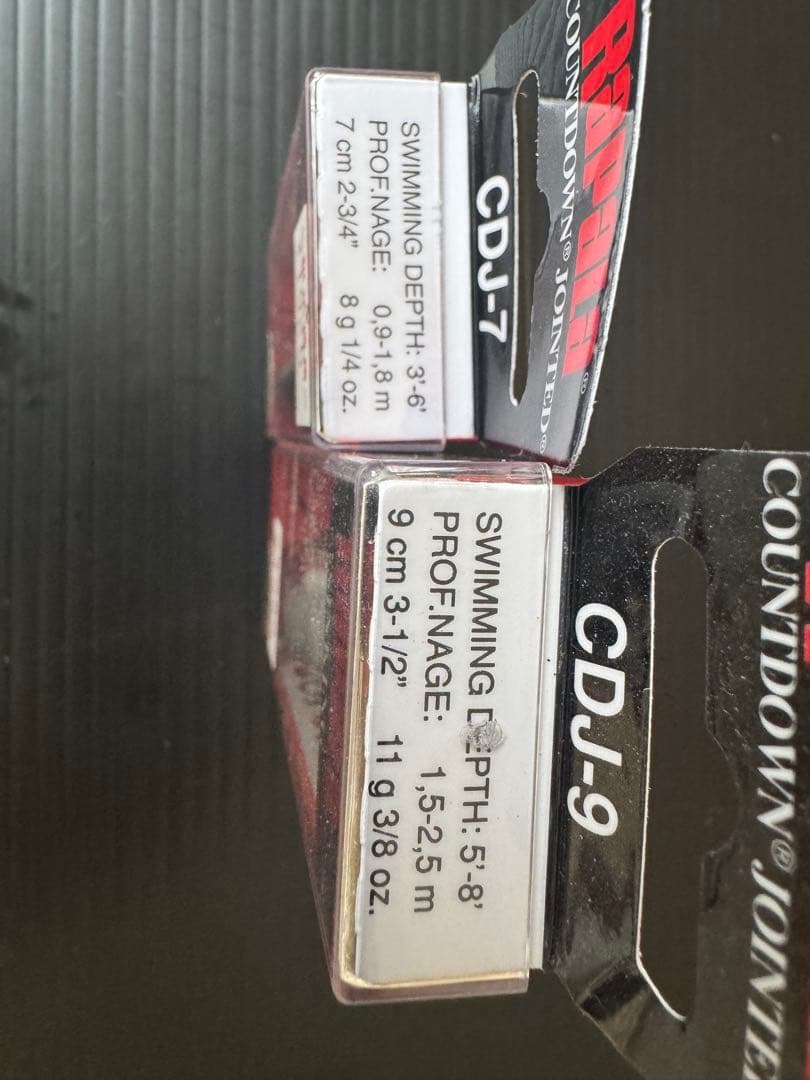 Rapala®
COUNTDOWN® JOINTED®
CDJ-7
SWIMMING DEPTH: 3'-6'
PROF.NAGE: 0,9-1,8 m
7 cm 2-3/4" 8 g 1/4 oz.
COUNTDOWN® JOINTE
CDJ-9
SWIMMING DEPTH: 5'-8'
PROF.NAGE: 1,5-2,5 m
9 cm 3-1/2" 11 g 3/8 oz.